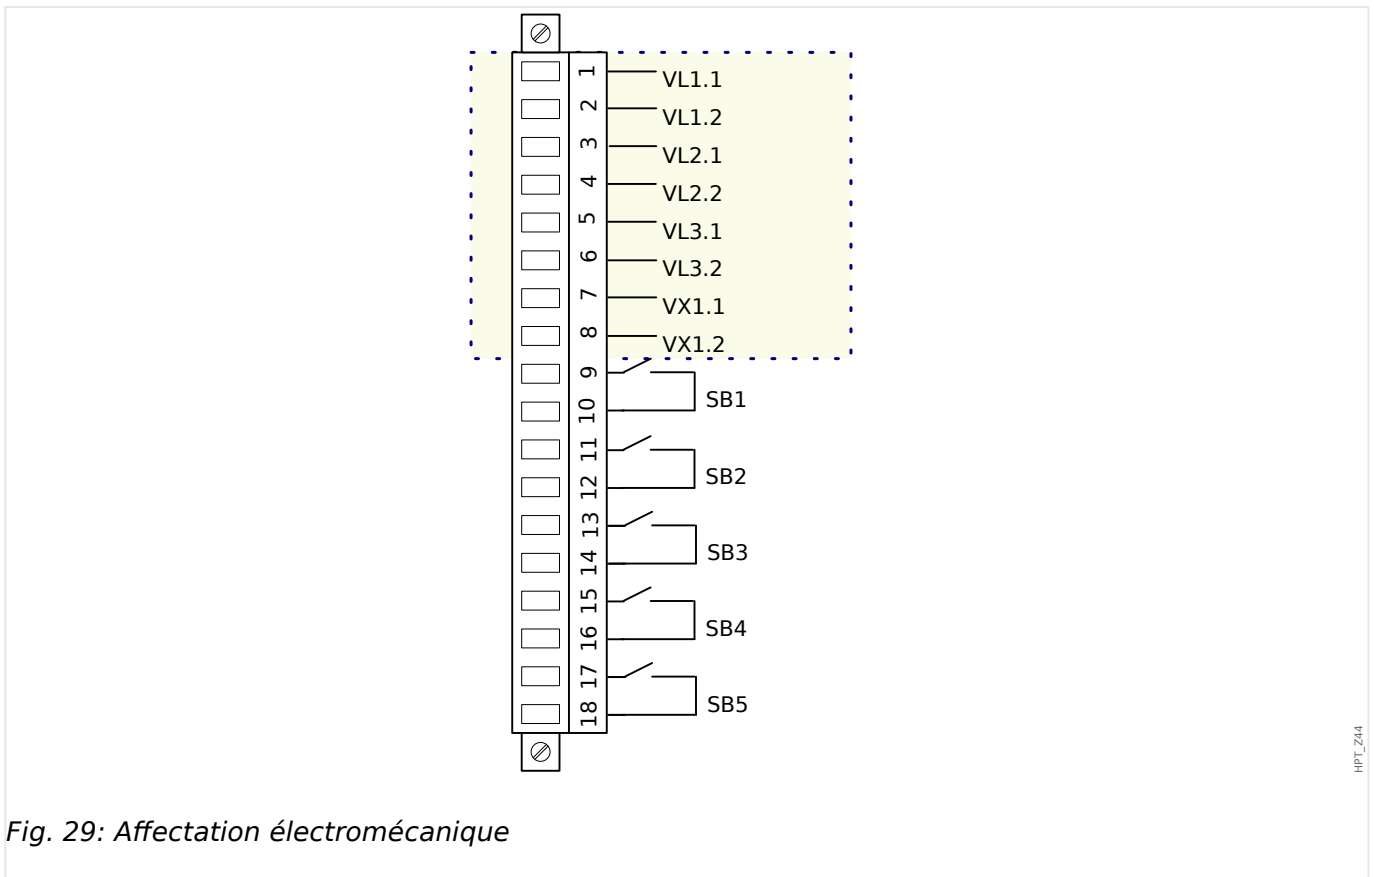 1 VL1.1
2 VL1.2
3 VL2.1
4 VL2.2
5 VL3.1
6 VL3.2
7 VX1.1
8 VX1.2
9
SB1
10
11
SB2
12
13
SB3
14
15
SB4
16
17
SB5
18
HPT_Z44
Fig. 29: Affectation électromécanique